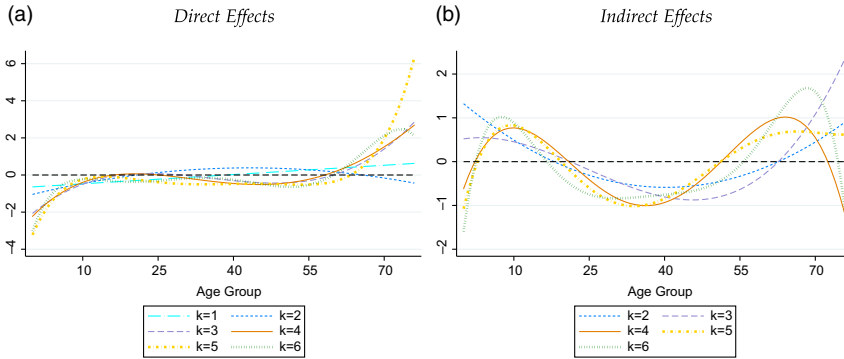 (a) Direct Effects
6
4
2
0
−2
−4
10 25 40 55 70
Age Group
k=1 k=2
k=3 k=4
k=5 k=6
(b) Indirect Effects
2
1
0
−1
−2
10 25 40 55 70
Age Group
k=2 k=3
k=4 k=5
k=6